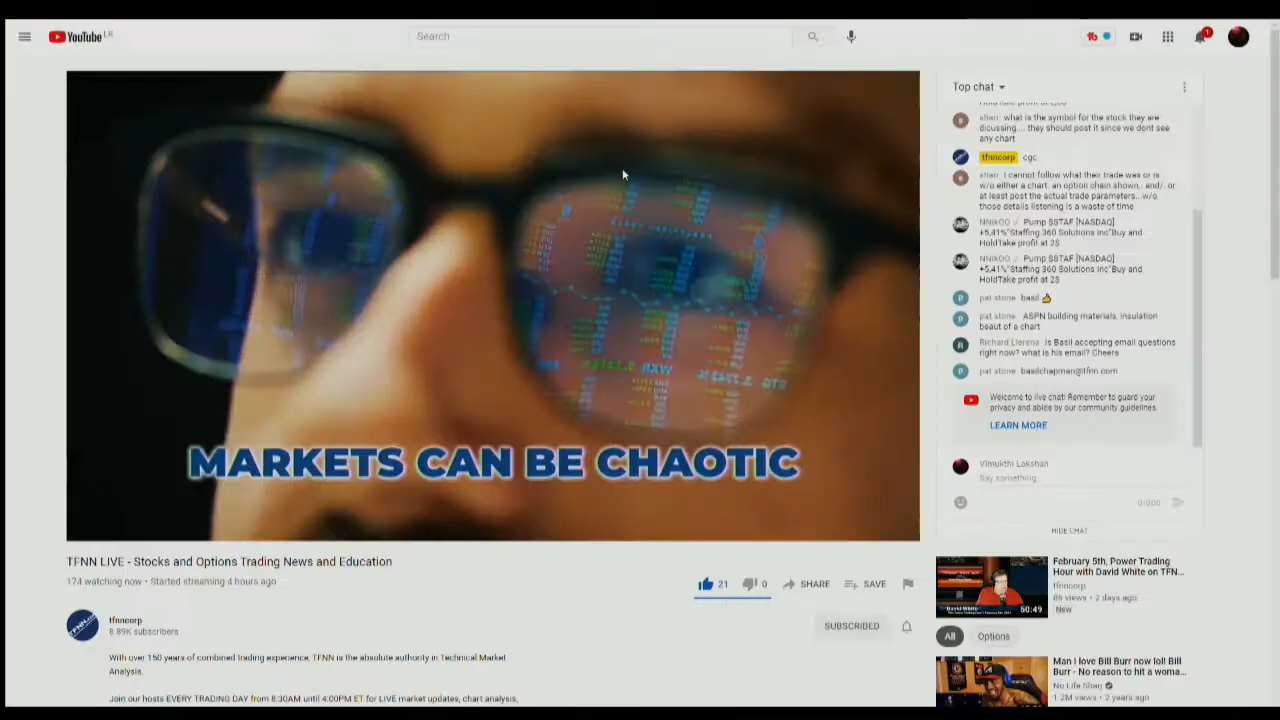 YouTube LK
Search
1
Top chat
shan what is the symbol for the stock they are
dicussing.... they should post it since we dont see
any chart
tfnncorp cgc
shan I cannot follow what their trade was or is
w/o either a chart, an option chain shown.. and/. or
at least post the actual trade parameters...w/o
those details listening is a waste of time
NNikOO Pump $STAF [NASDAQ]
+5,41%"Staffing 360 Solutions Inc"Buy and
HoldTake profit at 2$
NNikOO Pump $STAF [NASDAQ]
+5,41%"Staffing 360 Solutions Inc"Buy and
HoldTake profit at 2$
pat stone basil 👍
pat stone ASPN building materials, insulation
beaut of a chart
Richard Llerena Is Basil accepting email questions
right now? what is his email? Cheers
pat stone basilchapman@tfnn.com
Welcome to live chat! Remember to guard your
privacy and abide by our community guidelines.
LEARN MORE
Vimukthi Lakshan
Say something...
0/200
HIDE CHAT
MARKETS CAN BE CHAOTIC
TFNN LIVE - Stocks and Options Trading News and Education
174 watching now • Started streaming 4 hours ago
21 0 SHARE SAVE
tfnncorp
8.89K subscribers
SUBSCRIBED
With over 150 years of combined trading experience, TFNN is the absolute authority in Technical Market
Analysis.
Join our hosts EVERY TRADING DAY from 8:30AM until 4:00PM ET for LIVE market updates, chart analysis,
David White
50:49
February 5th, Power Trading
Hour with David White on TFN...
tfnncorp
86 views • 2 days ago
New
All Options
Man I love Bill Burr now lol! Bill
Burr - No reason to hit a woma...
No Life Shaq
1.2M views • 2 years ago